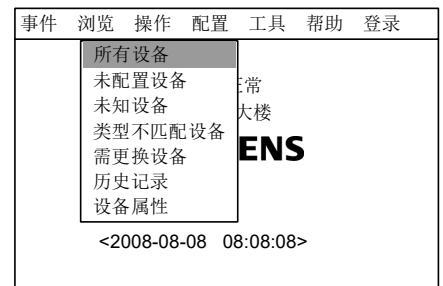 事件 浏览 操作 配置 工具 帮助 登录
所有设备
未配置设备
常
未知设备
大楼
类型不匹配设备
需更换设备
ENS
历史记录
设备属性
<2008-08-08 08:08:08>